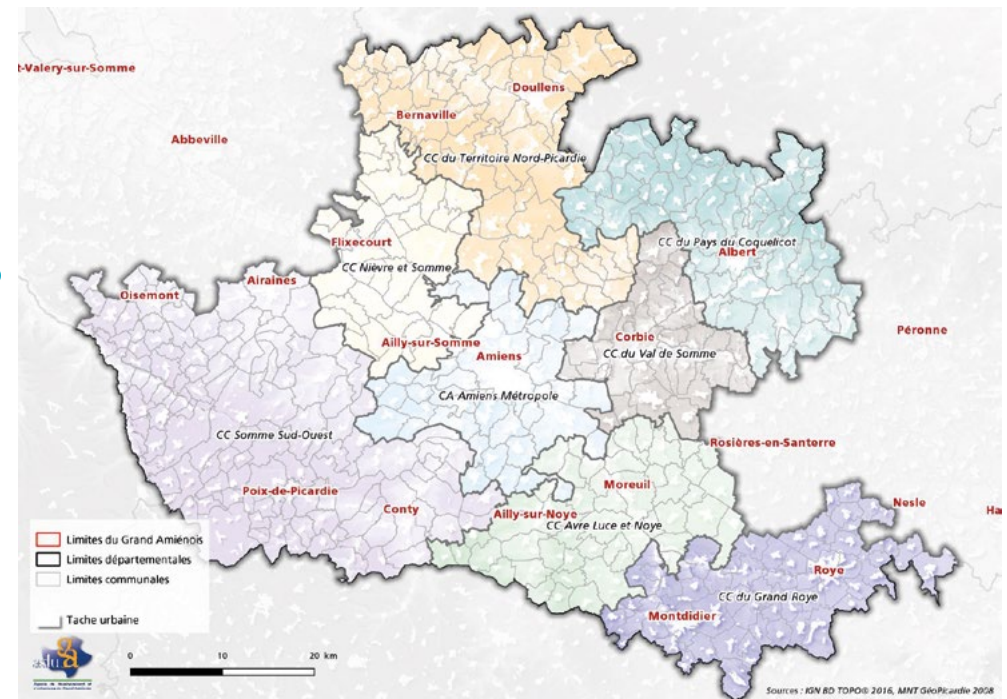 t-Valery-sur-Somme
Doullens
Bernaville
Abbeville
CC du Territoire Nord-Picardie
Flixecourt
CC Nièvre et Somme
CC du Pays du Coquelicot
Albert
Airaines
Oisemont
Péronne
Ailly-sur-Somme
Amiens
Corbie
CC du Val de Somme
CA Amiens Métropole
CC Somme Sud-Ouest
Rosières-en-Santerre
Poix-de-Picardie
Moreuil
Conty
Ailly-sur-Noye
CC Avre Luce et Noye
Nesle
Ha
Roye
CC du Grand Roye
Montdidier
Limites du Grand Amiénois
Limites départementales
Limites communales
Tache urbaine
0 10 20 km
Sources : IGN BD TOPO® 2016, MNT GéoPicardie 2008